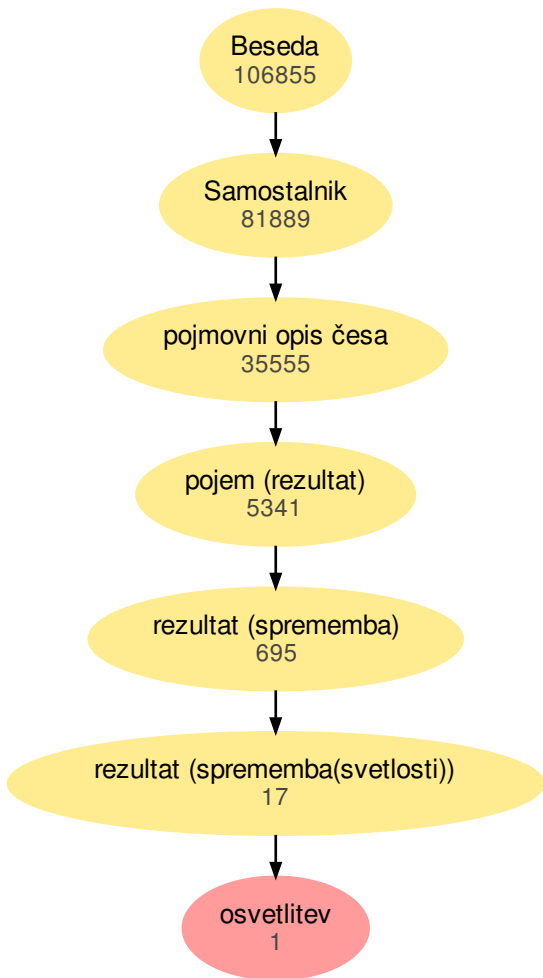 Beseda
106855
Samostalnik
81889
pojmovni opis česa
35555
pojem (rezultat)
5341
rezultat (sprememba)
695
rezultat (sprememba(svetlosti))
17
osvetlitev
1